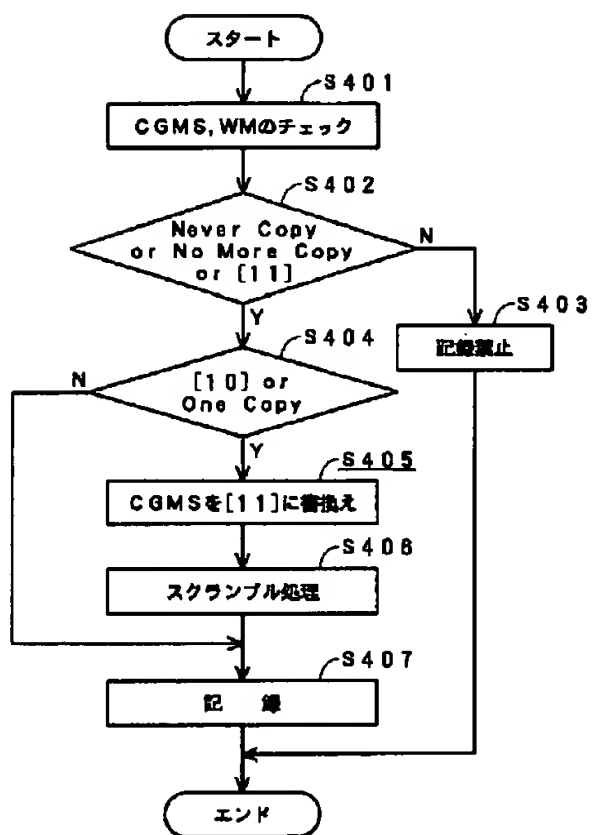 スタート
S401
CGMS,WMのチェック
S402
Never Copy
or No More Copy
or [11]
N
Y
S403
記録禁止
S404
N
[10] or
One Copy
Y
S405
CGMSを[11]に書換え
S406
スクランブル処理
S407
記 録
エンド